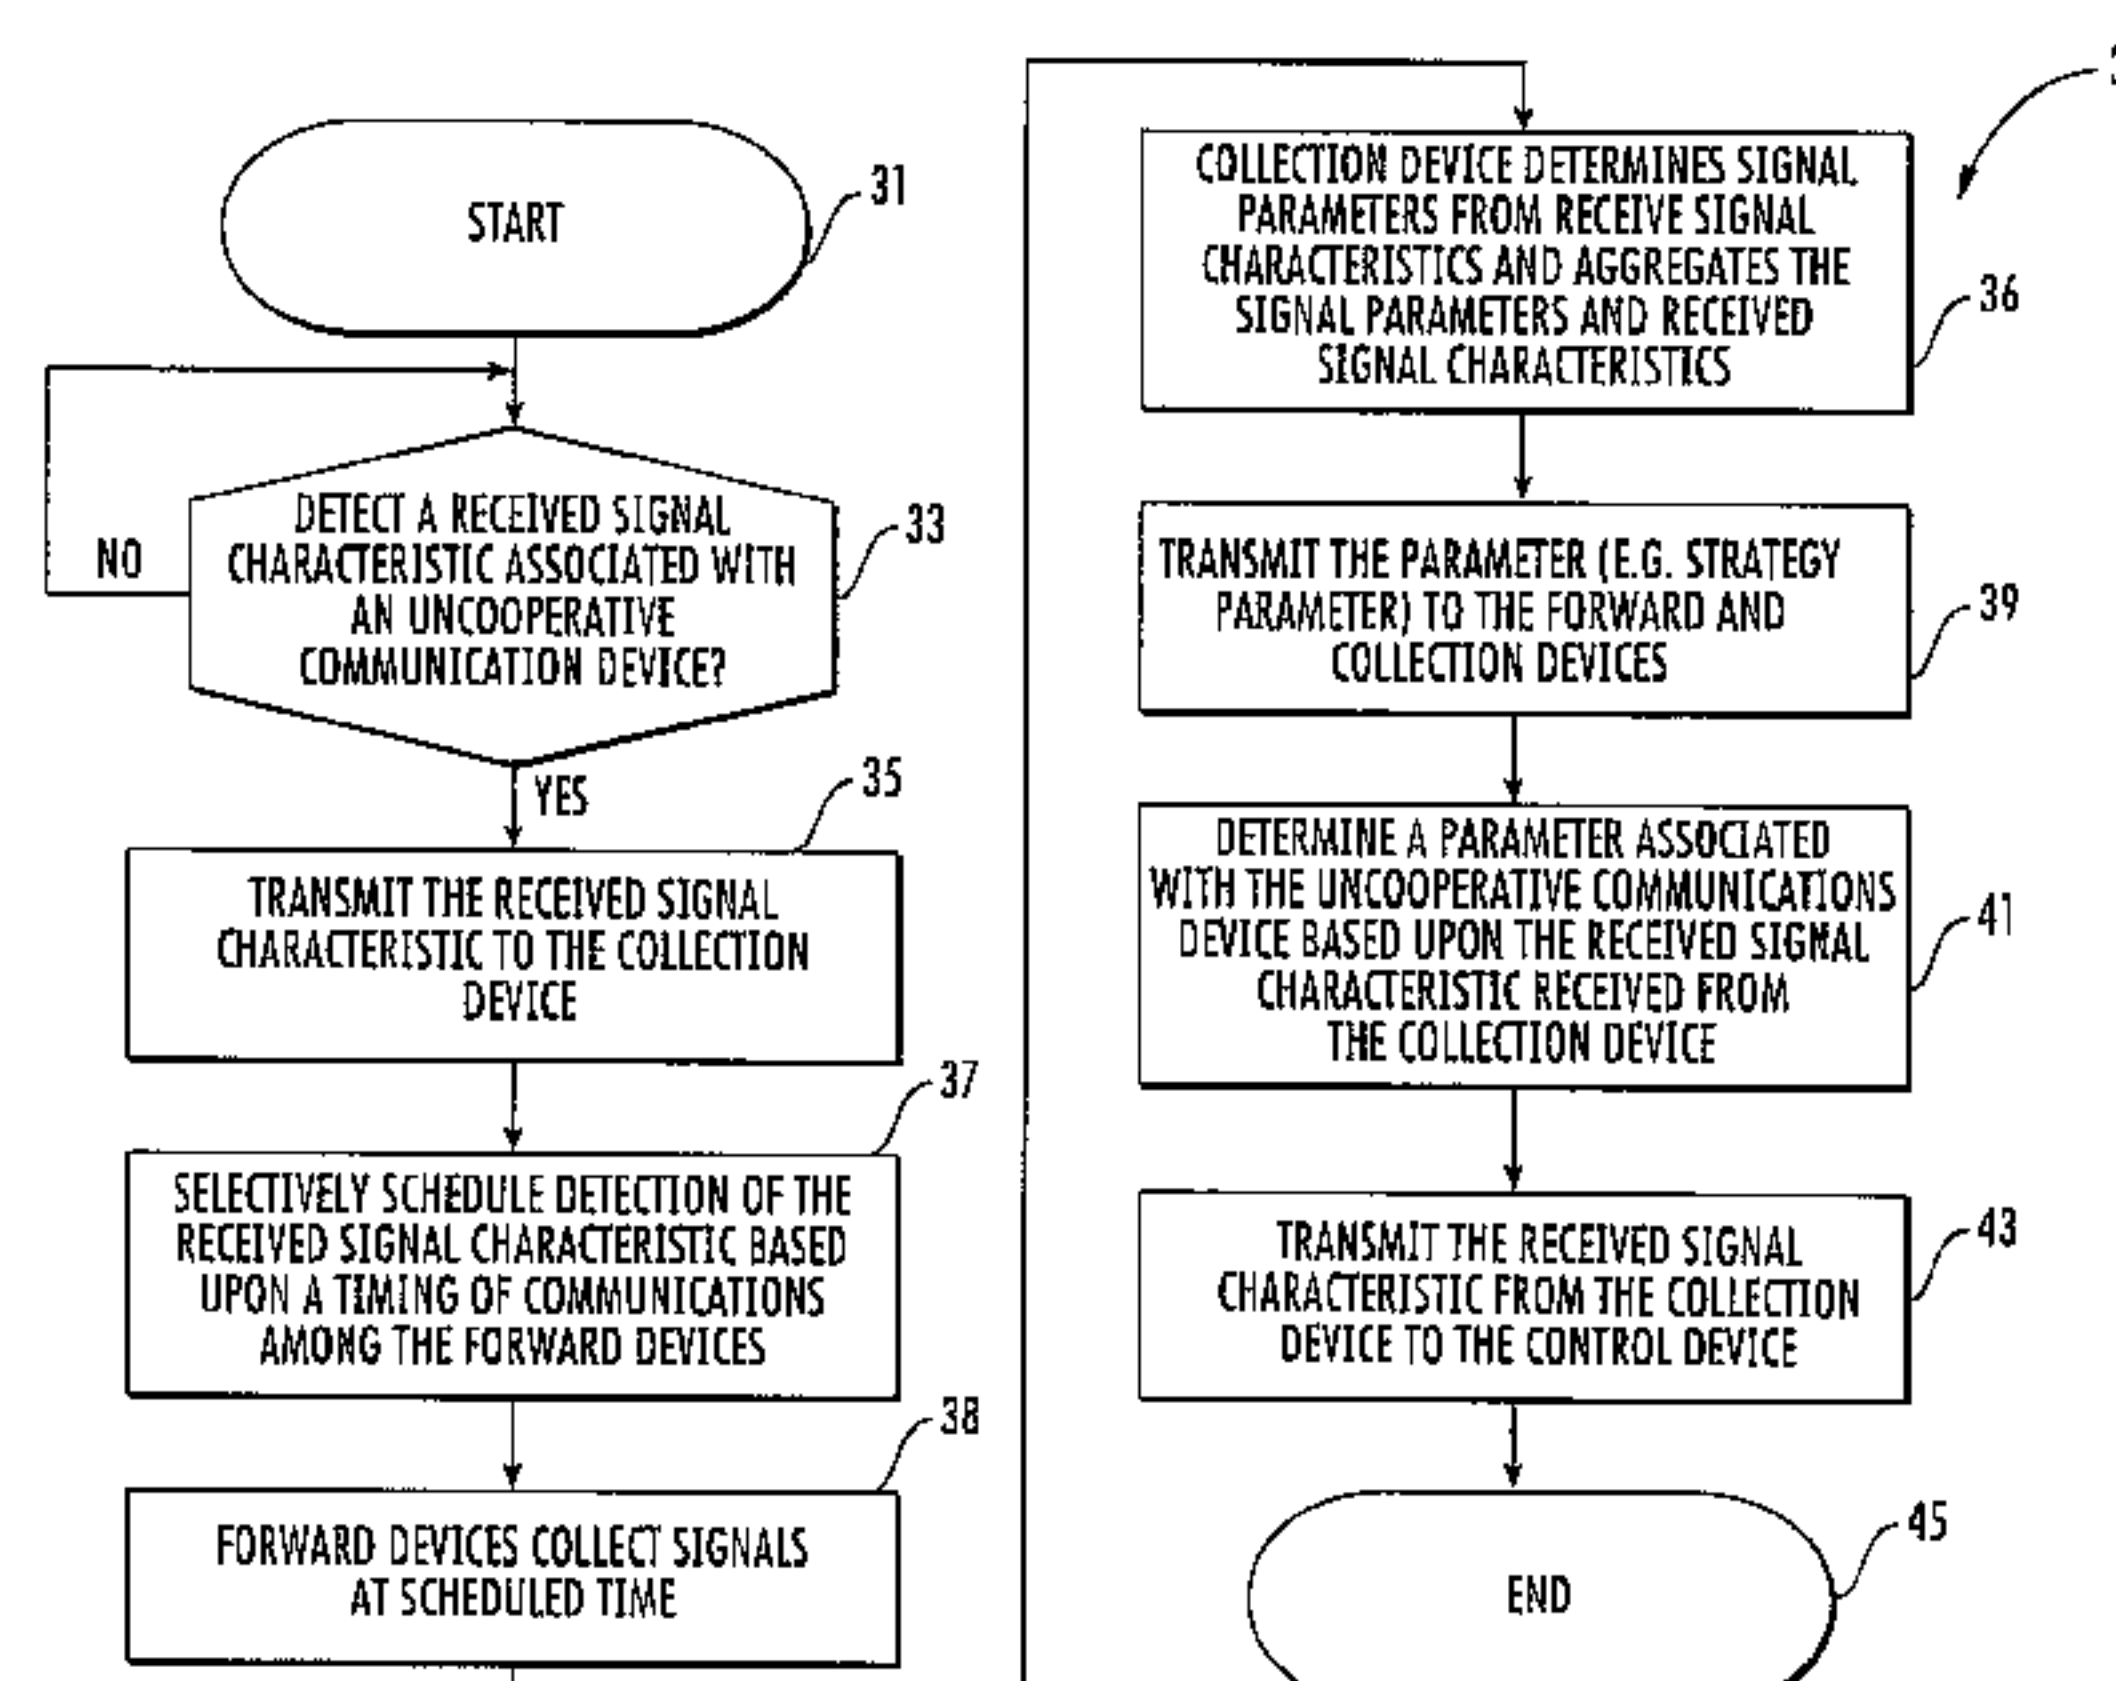 START
31
DETECT A RECEIVED SIGNAL
CHARACTERISTIC ASSOCIATED WITH
AN UNCOOPERATIVE
COMMUNICATION DEVICE?
33
NO
YES
35
TRANSMIT THE RECEIVED SIGNAL
CHARACTERISTIC TO THE COLLECTION
DEVICE
37
SELECTIVELY SCHEDULE DETECTION OF THE
RECEIVED SIGNAL CHARACTERISTIC BASED
UPON A TIMING OF COMMUNICATIONS
AMONG THE FORWARD DEVICES
38
FORWARD DEVICES COLLECT SIGNALS
AT SCHEDULED TIME
COLLECTION DEVICE DETERMINES SIGNAL
PARAMETERS FROM RECEIVE SIGNAL
CHARACTERISTICS AND AGGREGATES THE
SIGNAL PARAMETERS AND RECEIVED
SIGNAL CHARACTERISTICS
36
TRANSMIT THE PARAMETER (E.G. STRATEGY
PARAMETER) TO THE FORWARD AND
COLLECTION DEVICES
39
DETERMINE A PARAMETER ASSOCIATED
WITH THE UNCOOPERATIVE COMMUNICATIONS
DEVICE BASED UPON THE RECEIVED SIGNAL
CHARACTERISTIC RECEIVED FROM
THE COLLECTION DEVICE
41
TRANSMIT THE RECEIVED SIGNAL
CHARACTERISTIC FROM THE COLLECTION
DEVICE TO THE CONTROL DEVICE
43
END
45